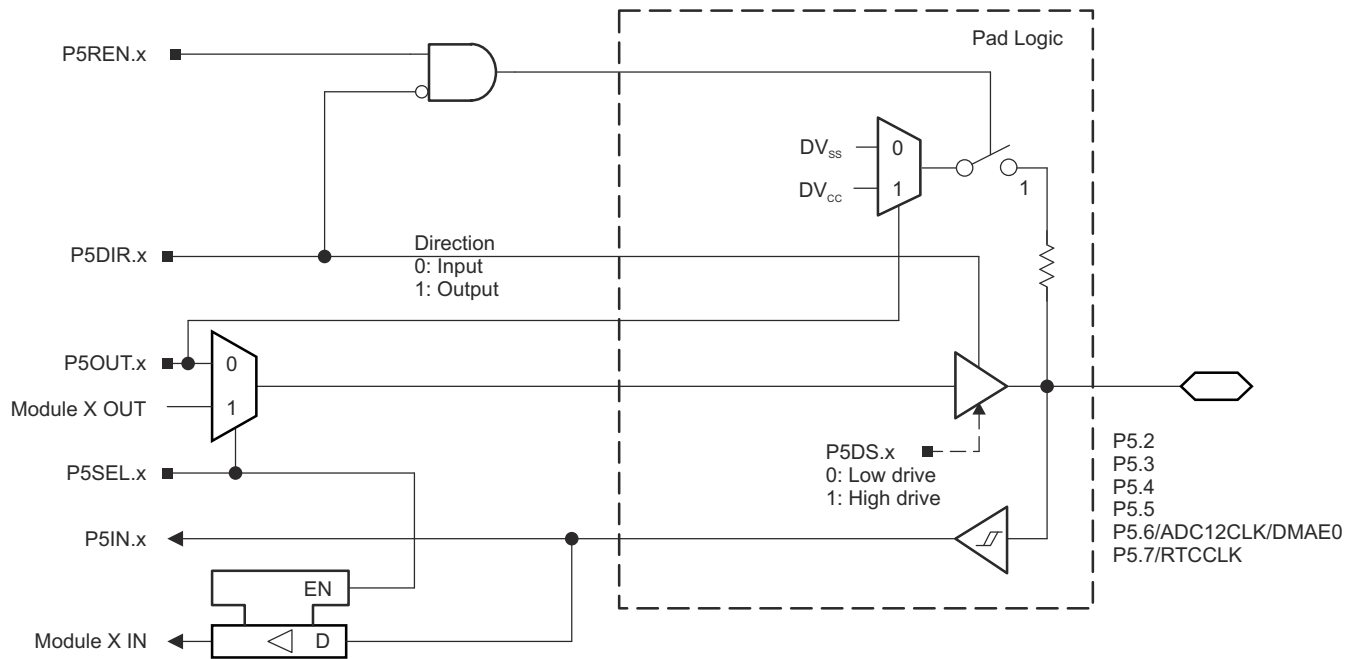 Pad Logic
P5REN.x
DVSS
0
DVCC
1
1
P5DIR.x
Direction
0: Input
1: Output
P5OUT.x
0
Module X OUT
1
P5DS.x
0: Low drive
1: High drive
P5SEL.x
P5.2
P5.3
P5.4
P5.5
P5.6/ADC12CLK/DMAE0
P5.7/RTCCLK
P5IN.x
EN
Module X IN
D